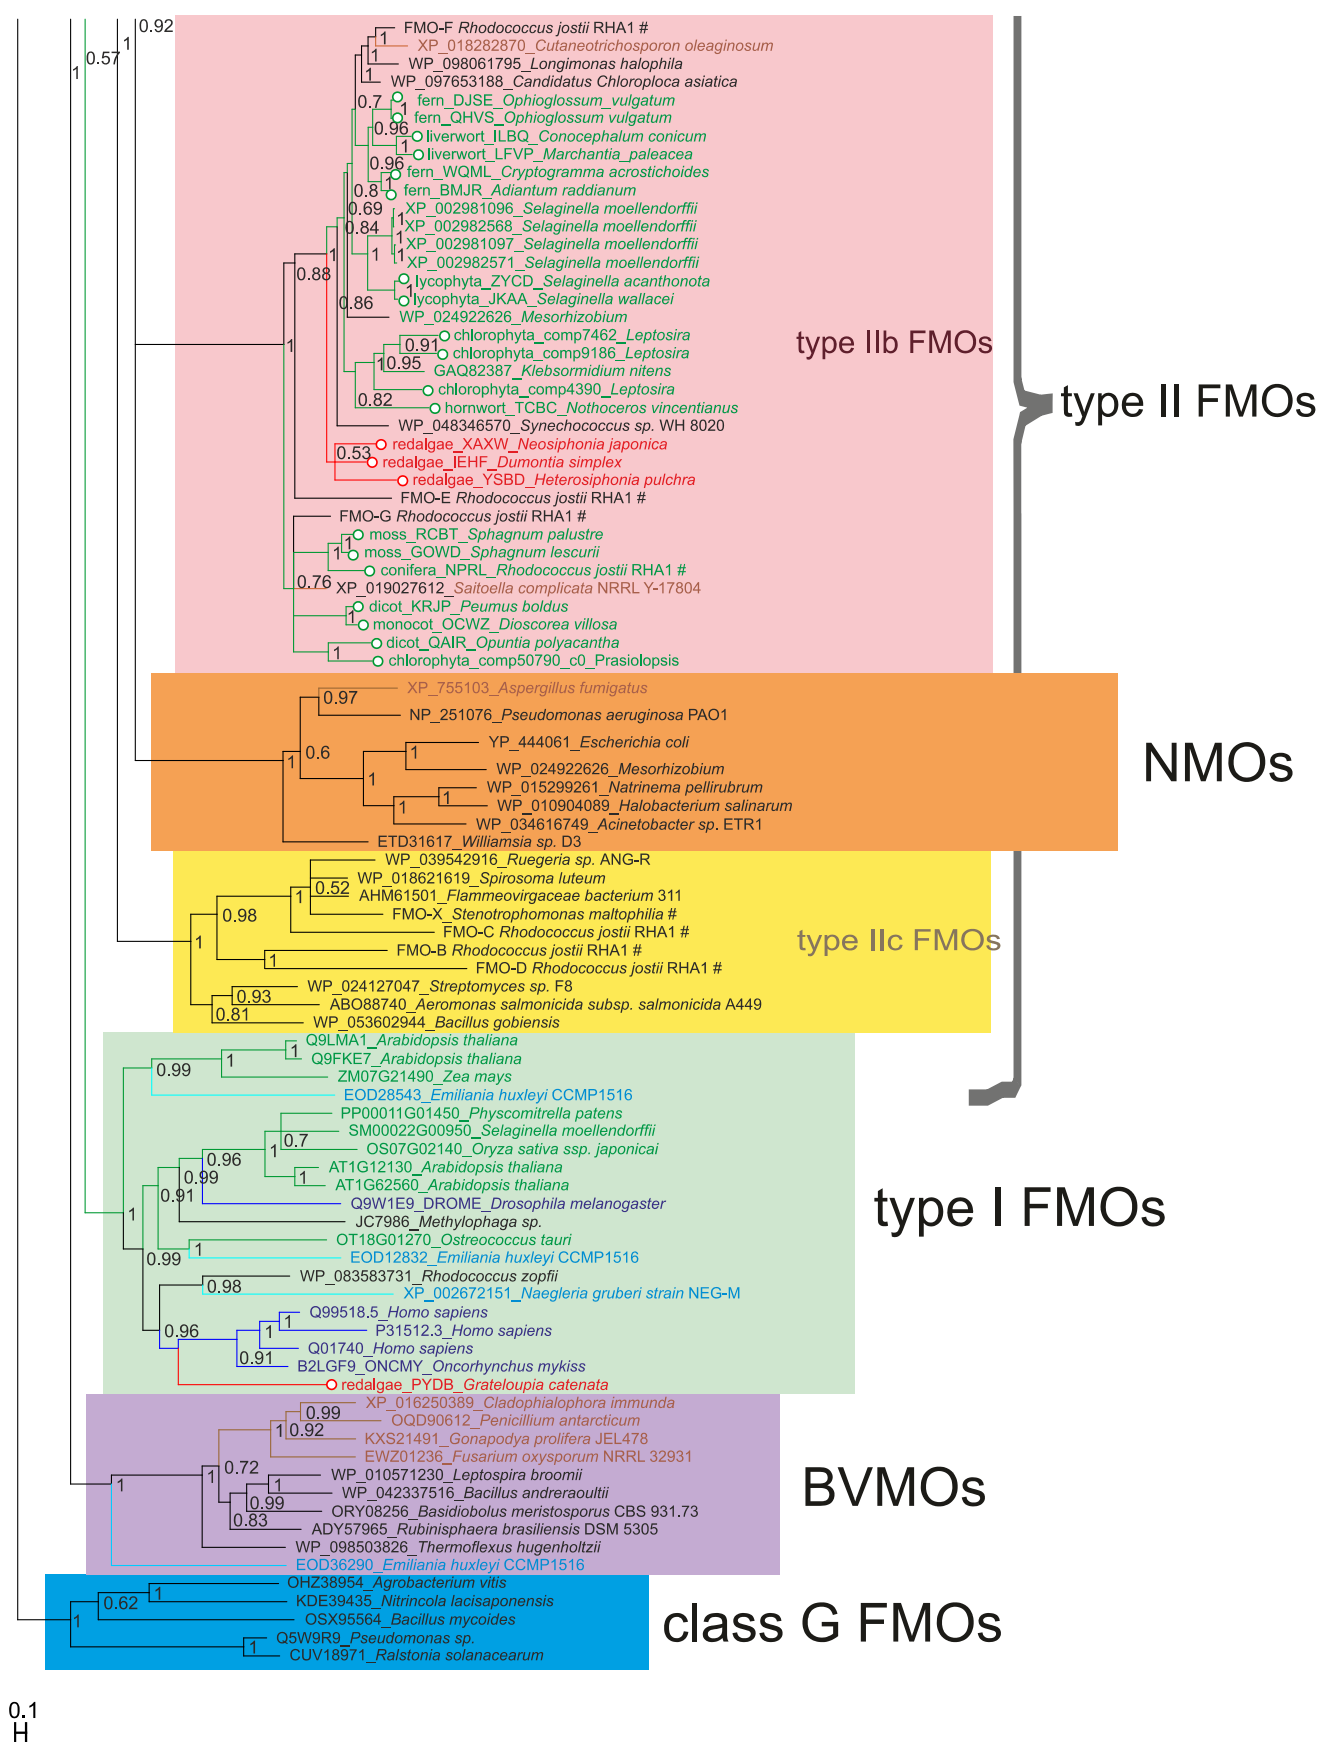 0.92
1
0.57
1
FMO-F Rhodococcus jostii RHA1 #
1
XP_018282870_Cutaneotrichosporon oleaginosum
1
WP_098061795_Longimonas halophila
1
WP_097653188_Candidatus Chloroploca asiatica
0.7
fern_DJSE_Ophioglossum_vulgatum
1
fern_QHVS_Ophioglossum vulgatum
0.96
liverwort_ILBQ_Conocephalum conicum
1
liverwort_LFVP_Marchantia_paleacea
0.96
fern_WQML_Cryptogramma acrostichoides
1
0.8
fern_BMJR_Adiantum raddianum
0.69
XP_002981096_Selaginella moellendorffii
1
0.84
XP_002982568_Selaginella moellendorffii
1
XP_002981097_Selaginella moellendorffii
1
1
1
XP_002982571_Selaginella moellendorffii
0.88
lycophyta_ZYCD_Selaginella acanthonota
1
lycophyta_JKAA_Selaginella wallacei
0.86
WP_024922626_Mesorhizobium
chlorophyta_comp7462_Leptosira
type IIb FMOs
1
0.91
chlorophyta_comp9186_Leptosira
1
0.95
GAQ82387_Klebsormidium nitens
chlorophyta_comp4390_Leptosira
0.82
type II FMOs
hornwort_TCBC_Nothoceros vincentianus
WP_048346570_Synechococcus sp. WH 8020
redalgae_XAXW_Neosiphonia japonica
0.53
redalgae_IEHF_Dumontia simplex
redalgae_YSBD_Heterosiphonia pulchra
FMO-E Rhodococcus jostii RHA1 #
FMO-G Rhodococcus jostii RHA1 #
moss_RCBT_Sphagnum palustre
1
1
moss_GOWD_Sphagnum lescurii
conifera_NPRL_Rhodococcus jostii RHA1 #
0.76
XP_019027612_Saitoella complicata NRRL Y-17804
dicot_KRJP_Peumus boldus
1
monocot_OCWZ_Dioscorea villosa
dicot_QAIR_Opuntia polyacantha
1
chlorophyta_comp50790_c0_Prasiolopsis
XP_755103_Aspergillus fumigatus
0.97
NP_251076_Pseudomonas aeruginosa PAO1
YP_444061_Escherichia coli
0.6
1
1
NMOs
WP_024922626_Mesorhizobium
1
WP_015299261_Natrinema pellirubrum
1
1
WP_010904089_Halobacterium salinarum
WP_034616749_Acinetobacter sp. ETR1
ETD31617_Williamsia sp. D3
WP_039542916_Ruegeria sp. ANG-R
WP_018621619_Spirosoma luteum
0.52
1
AHM61501_Flammeovirgaceae bacterium 311
0.98
FMO-X_Stenotrophomonas maltophilia #
FMO-C Rhodococcus jostii RHA1 #
1
type IIc FMOs
FMO-B Rhodococcus jostii RHA1 #
1
FMO-D Rhodococcus jostii RHA1 #
WP_024127047_Streptomyces sp. F8
0.93
ABO88740_Aeromonas salmonicida subsp. salmonicida A449
0.81
WP_053602944_Bacillus gobiensis
Q9LMA1_Arabidopsis thaliana
1
Q9FKE7_Arabidopsis thaliana
1
0.99
ZM07G21490_Zea mays
EOD28543_Emiliania huxleyi CCMP1516
PP00011G01450_Physcomitrella patens
SM00022G00950_Selaginella moellendorffii
0.7
1
OS07G02140_Oryza sativa ssp. japonicai
0.96
AT1G12130_Arabidopsis thaliana
1
0.99
AT1G62560_Arabidopsis thaliana
0.91
Q9W1E9_DROME_Drosophila melanogaster
type I FMOs
1
JC7986_Methylophaga sp.
OT18G01270_Ostreococcus tauri
1
0.99
EOD12832_Emiliania huxleyi CCMP1516
WP_083583731_Rhodococcus zopfii
0.98
XP_002672151_Naegleria gruberi strain NEG-M
Q99518.5_Homo sapiens
1
1
P31512.3_Homo sapiens
0.96
Q01740_Homo sapiens
0.91
B2LGF9_ONCMY_Oncorhynchus mykiss
redalgae_PYDB_Grateloupia catenata
XP_016250389_Cladophialophora immunda
0.99
OQD90612_Penicillium antarcticum
1
0.92
KXS21491_Gonapodya prolifera JEL478
EWZ01236_Fusarium oxysporum NRRL 32931
0.72
WP_010571230_Leptospira broomii
1
1
1
BVMOs
WP_042337516_Bacillus andreraoultii
0.99
ORY08256_Basidiobolus meristosporus CBS 931.73
0.83
ADY57965_Rubinisphaera brasiliensis DSM 5305
WP_098503826_Thermoflexus hugenholtzii
EOD36290_Emiliania huxleyi CCMP1516
OHZ38954_Agrobacterium vitis
1
0.62
KDE39435_Nitrincola lacisaponensis
1
OSX95564_Bacillus mycoides
class G FMOs
Q5W9R9_Pseudomonas sp.
1
CUV18971_Ralstonia solanacearum
0.1